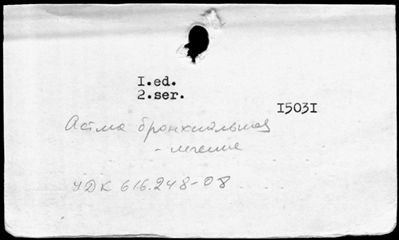 I.ed.
2.ser.
I503I
Астма бронхиальная
- лечение
УДК 616.248-08